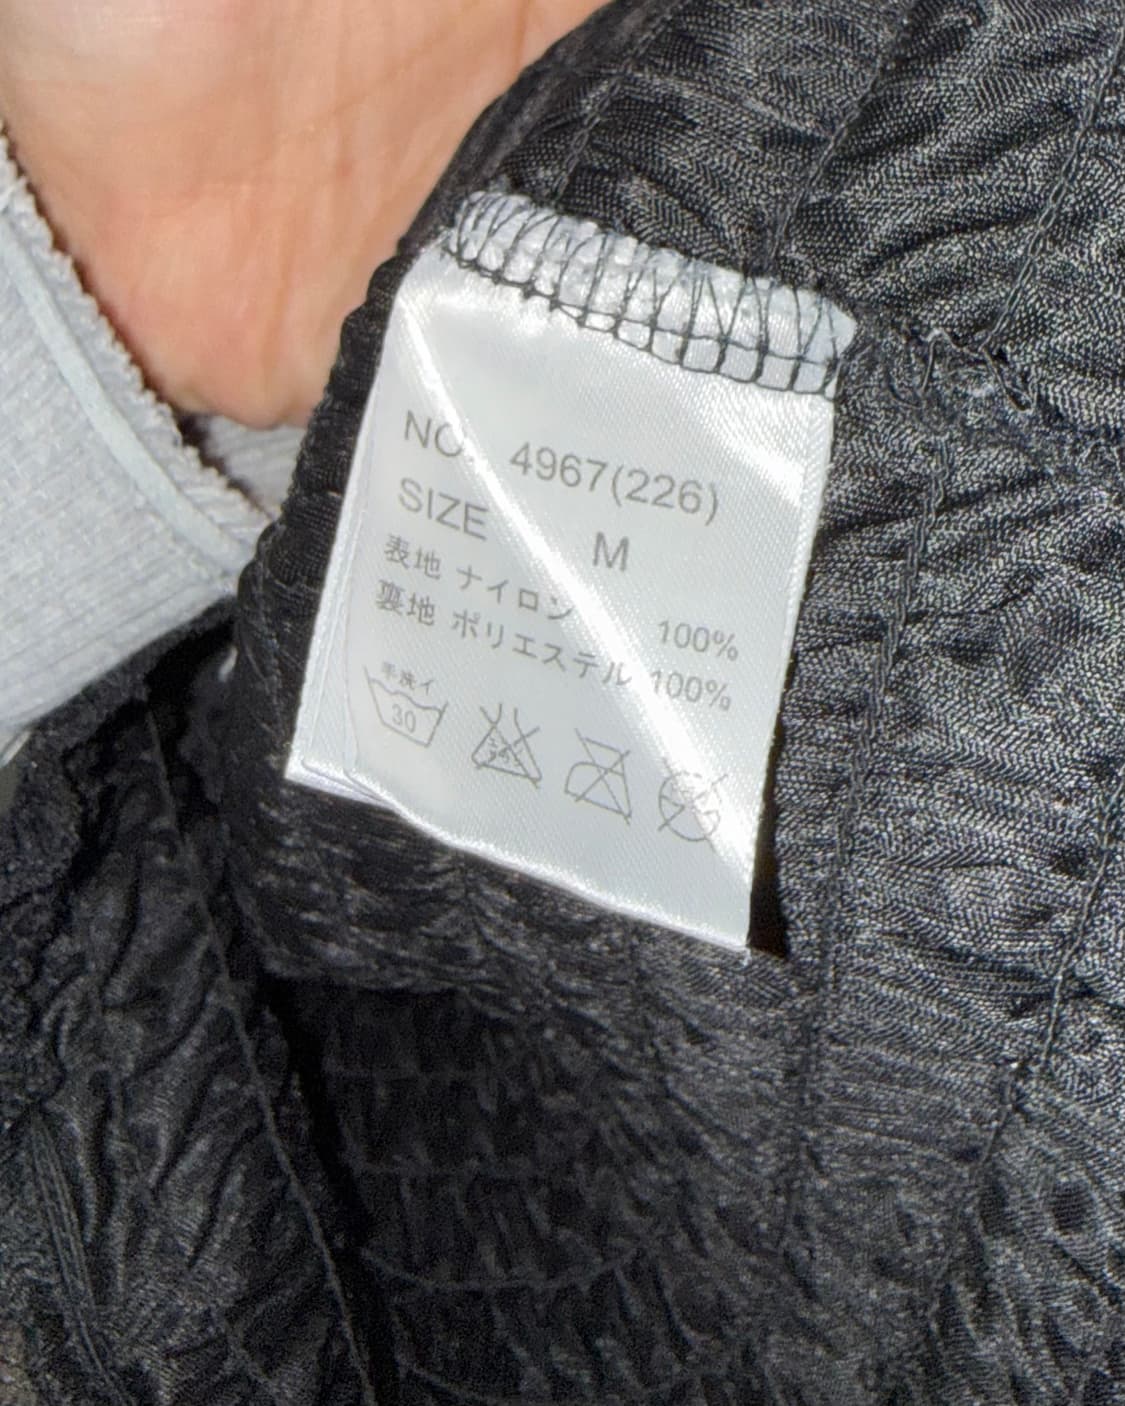 NO. 4967(226)
SIZE M
表地 ナイロン 100%
裏地 ポリエステル 100%
手洗イ
30